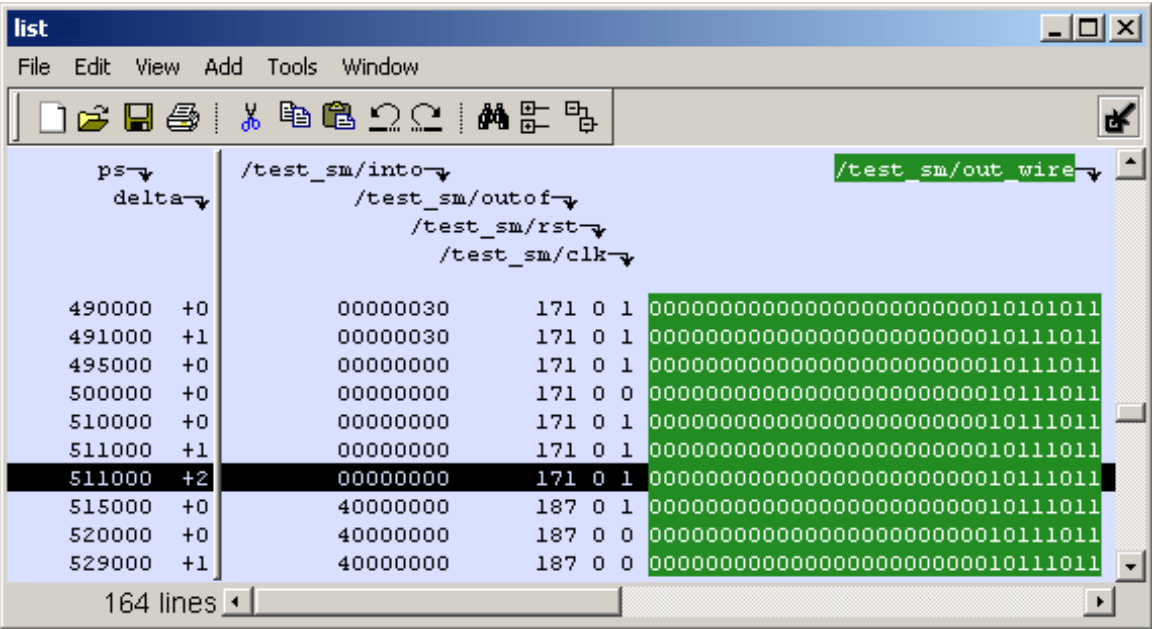 list
File Edit View Add Tools Window
ps /test_sm/into /test_sm/out_wire
delta /test_sm/outof
/test_sm/rst
/test_sm/clk
490000 +0 00000030 171 0 1 00000000000000000000000010101011
491000 +1 00000030 171 0 1 00000000000000000000000010111011
495000 +0 00000000 171 0 1 00000000000000000000000010111011
500000 +0 00000000 171 0 0 00000000000000000000000010111011
510000 +0 00000000 171 0 1 00000000000000000000000010111011
511000 +1 00000000 171 0 1 00000000000000000000000010111011
511000 +2 00000000 171 0 1 00000000000000000000000010111011
515000 +0 40000000 187 0 1 00000000000000000000000010111011
520000 +0 40000000 187 0 0 00000000000000000000000010111011
529000 +1 40000000 187 0 0 00000000000000000000000010111011
164 lines